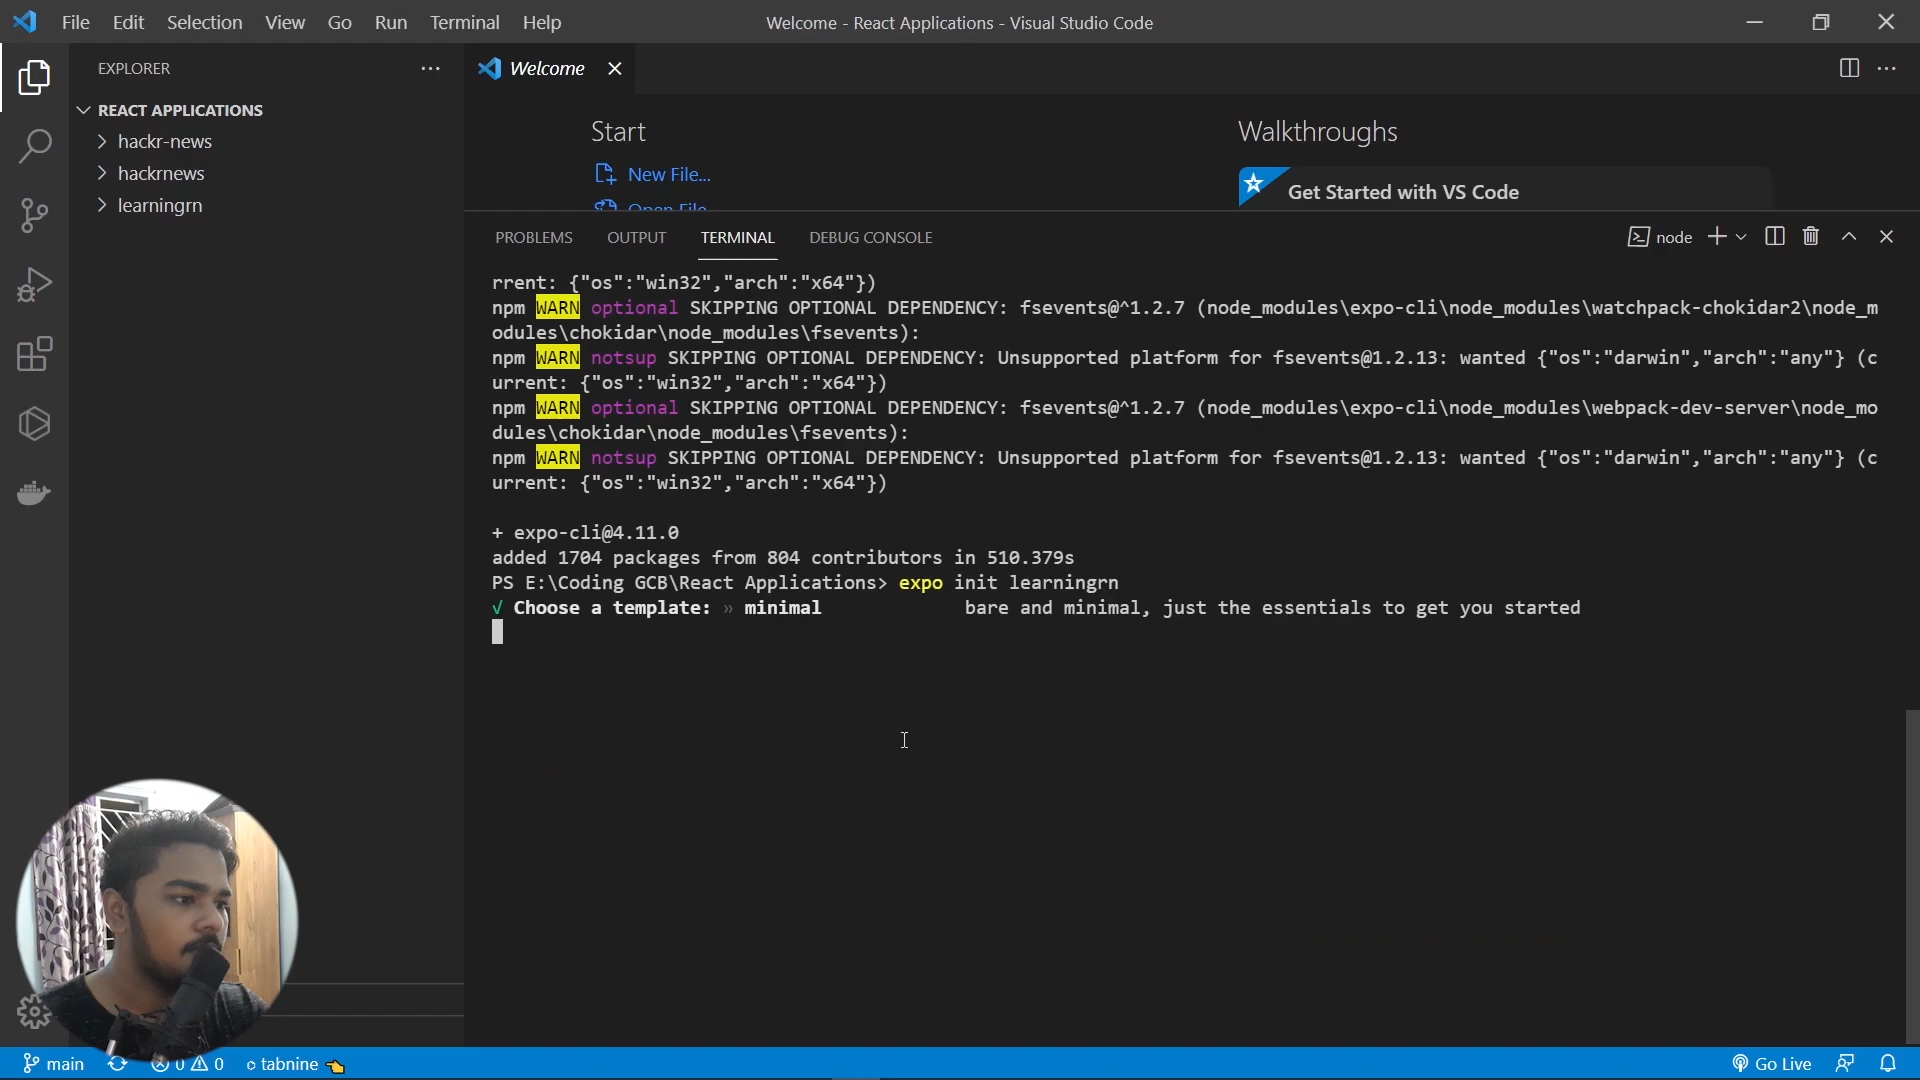 File Edit Selection View Go Run Terminal Help
Welcome - React Applications - Visual Studio Code
EXPLORER
Welcome
REACT APPLICATIONS
hackr-news
hackrnews
learningrn
Start
New File...
Open File...
Walkthroughs
Get Started with VS Code
PROBLEMS OUTPUT TERMINAL DEBUG CONSOLE
node
rrent: {"os":"win32","arch":"x64"})
npm WARN optional SKIPPING OPTIONAL DEPENDENCY: fsevents@^1.2.7 (node_modules\expo-cli\node_modules\watchpack-chokidar2\node_m
odules\chokidar\node_modules\fsevents):
npm WARN notsup SKIPPING OPTIONAL DEPENDENCY: Unsupported platform for fsevents@1.2.13: wanted {"os":"darwin","arch":"any"} (c
urrent: {"os":"win32","arch":"x64"})
npm WARN optional SKIPPING OPTIONAL DEPENDENCY: fsevents@^1.2.7 (node_modules\expo-cli\node_modules\webpack-dev-server\node_mo
dules\chokidar\node_modules\fsevents):
npm WARN notsup SKIPPING OPTIONAL DEPENDENCY: Unsupported platform for fsevents@1.2.13: wanted {"os":"darwin","arch":"any"} (c
urrent: {"os":"win32","arch":"x64"})
+ expo-cli@4.11.0
added 1704 packages from 804 contributors in 510.379s
PS E:\Coding GCB\React Applications> expo init learningrn
√ Choose a template: » minimal bare and minimal, just the essentials to get you started
main 0 0 tabnine
Go Live